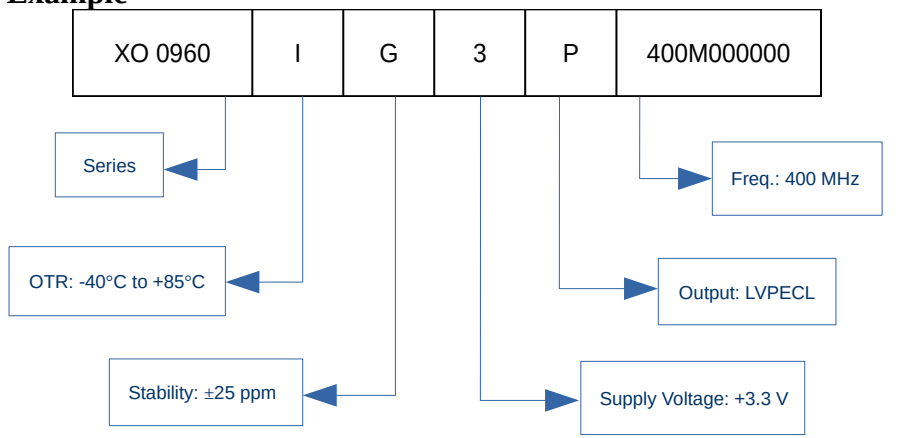 Example
XO 0960 I G 3 P 400M000000
Series
Freq.: 400 MHz
OTR: -40°C to +85°C
Output: LVPECL
Stability: ±25 ppm
Supply Voltage: +3.3 V